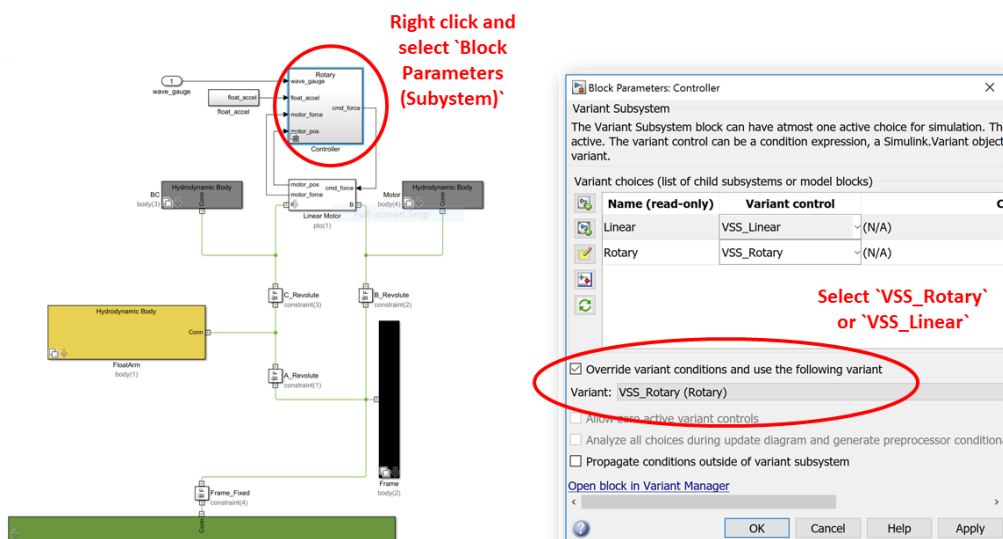 Right click and
select `Block
Parameters
(Subystem)`
1
wave_gauge
float_accel
float_accel
Rotary
wave_gauge
float_accel
motor_force
motor_pos
cmd_force
Controller
motor_pos
motor_force
cmd_force
F
B
Linear Motor
pto(1)
Full-screen Snip
BC
body(3)
Hydrodynamic Body
Conn
Motor
body(4)
Hydrodynamic Body
Conn
C_Revolute
constraint(3)
B_Revolute
constraint(2)
Hydrodynamic Body
Conn
FloatArm
body(1)
A_Revolute
constraint(1)
Frame
body(2)
Frame_Fixed
constraint(4)
Conn
Block Parameters: Controller
Variant Subsystem
The Variant Subsystem block can have atmost one active choice for simulation. Th
active. The variant control can be a condition expression, a Simulink.Variant object
variant.
Variant choices (list of child subsystems or model blocks)
Name (read-only) Variant control C
Linear VSS_Linear (N/A)
Rotary VSS_Rotary (N/A)
Select `VSS_Rotary`
or `VSS_Linear`
Override variant conditions and use the following variant
Variant: VSS_Rotary (Rotary)
Allow zero active variant controls
Analyze all choices during update diagram and generate preprocessor conditiona
Propagate conditions outside of variant subsystem
Open block in Variant Manager
OK Cancel Help Apply